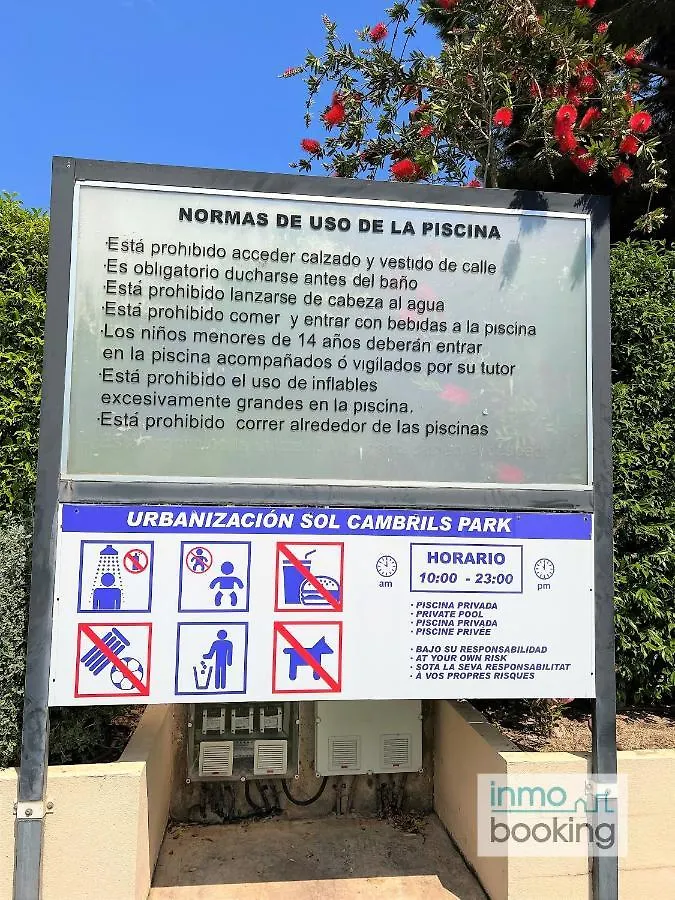 NORMAS DE USO DE LA PISCINA
·Está prohibido acceder calzado y vestido de calle
·Es obligatorio ducharse antes del baño
·Está prohibido lanzarse de cabeza al agua
·Está prohibido comer y entrar con bebidas a la piscina
·Los niños menores de 14 años deberán entrar
en la piscina acompañados ó vigilados por su tutor
·Está prohibido el uso de inflables
excesivamente grandes en la piscina.
·Está prohibido correr alrededor de las piscinas
URBANIZACIÓN SOL CAMBRILS PARK
am
HORARIO
10:00 - 23:00
pm
· PISCINA PRIVADA
· PRIVATE POOL
· PISCINA PRIVADA
· PISCINE PRIVÉE
· BAJO SU RESPONSABILIDAD
· AT YOUR OWN RISK
· SOTA LA SEVA RESPONSABILITAT
· À VOS PROPRES RISQUES
inmo
booking